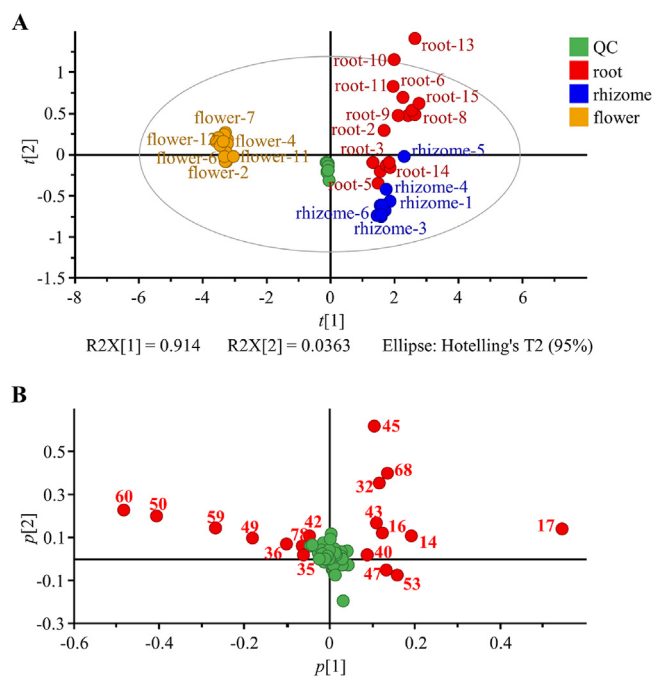 A
QC
root
rhizome
flower
root-13
root-10
root-11
root-6
root-15
root-9
root-8
root-2
root-3
root-14
root-5
rhizome-5
rhizome-4
rhizome-1
rhizome-6
rhizome-3
flower-7
flower-12
flower-4
flower-6
flower-11
flower-2
t[2]
1
0.5
0
-0.5
-1
-1.5
-8
-6
-4
-2
0
2
4
6
8
t[1]
R2X[1] = 0.914 R2X[2] = 0.0363 Ellipse: Hotelling's T2 (95%)
B
45
68
32
60
50
59
49
42
78
36
35
43
16
14
17
40
47
53
p[2]
0.5
0.3
0.1
-0.1
-0.3
-0.6
-0.4
-0.2
0
0.2
0.4
0.6
p[1]